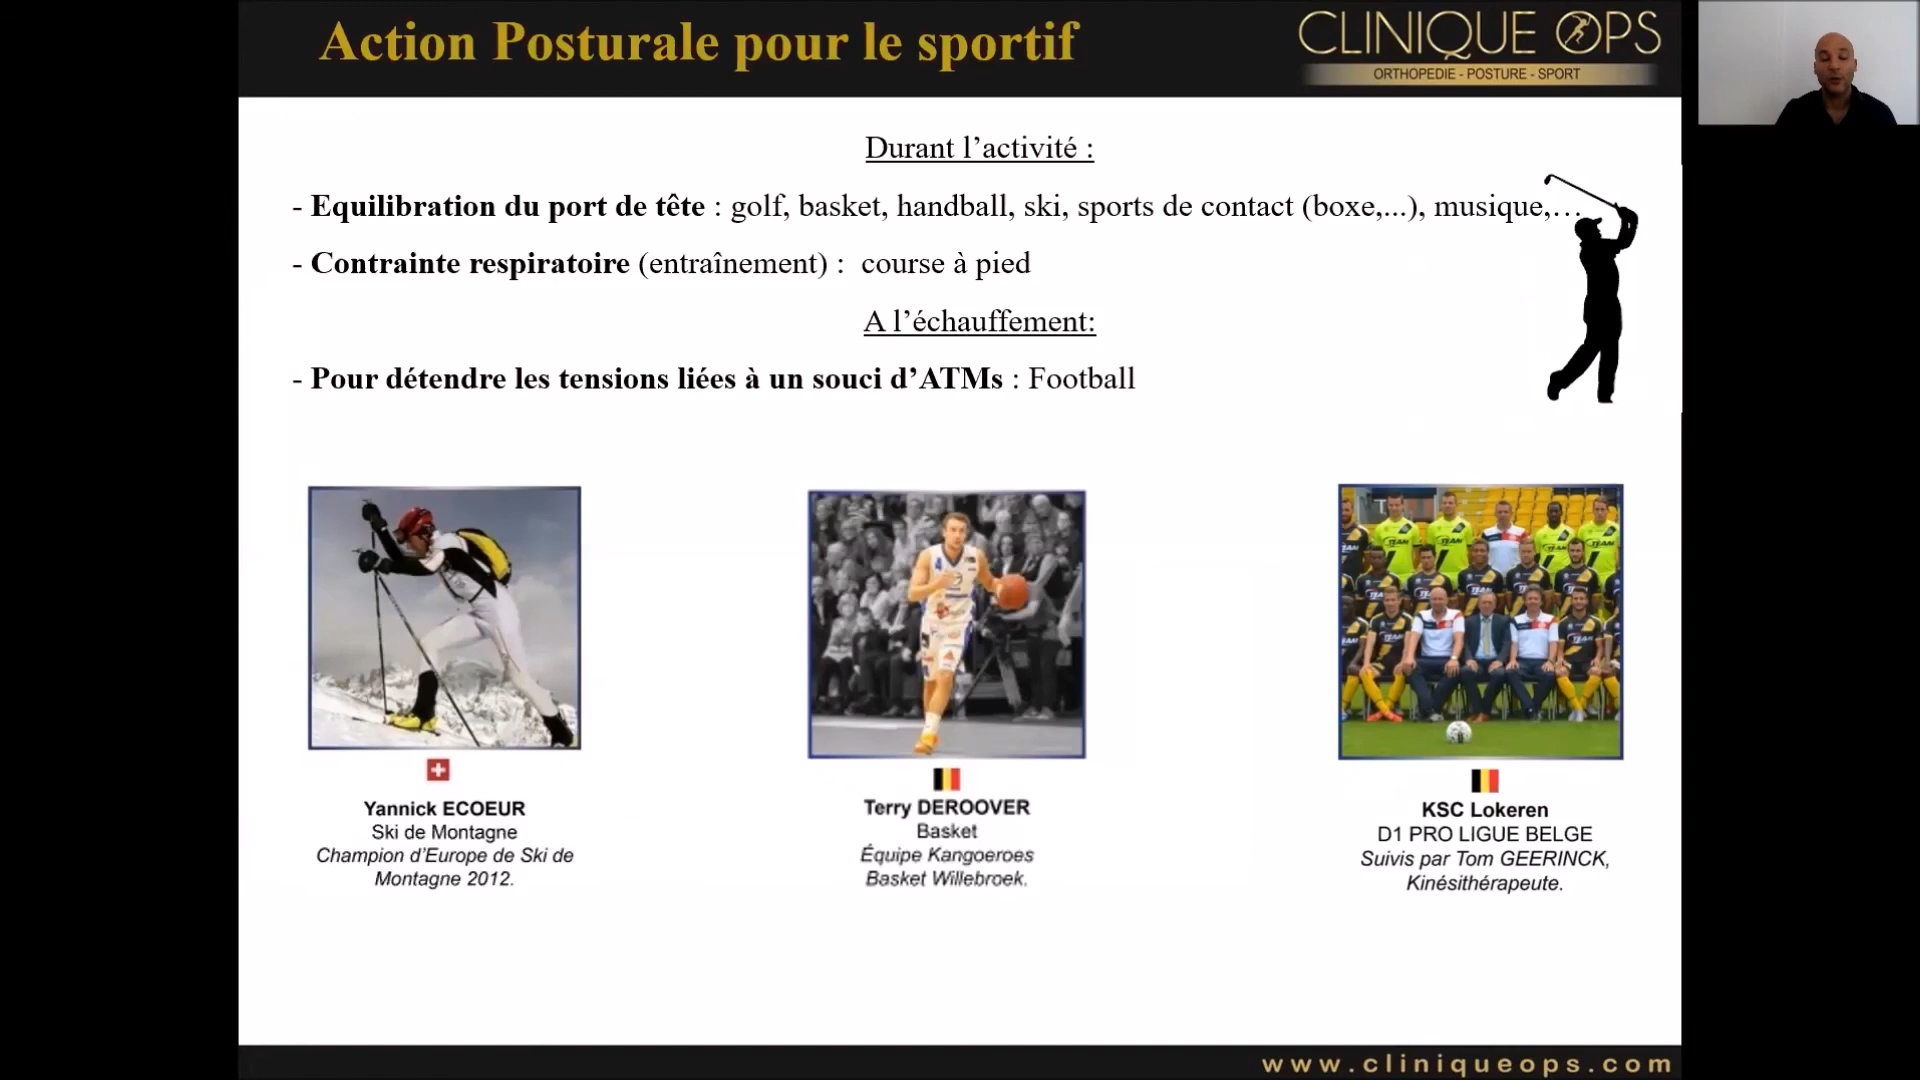 Action Posturale pour le sportif
CLINIQUE OPS
ORTHOPEDIE - POSTURE - SPORT
Durant l’activité :
- Equilibration du port de tête : golf, basket, handball, ski, sports de contact (boxe,...), musique,…
- Contrainte respiratoire (entraînement) : course à pied
A l’échauffement:
- Pour détendre les tensions liées à un souci d’ATMs : Football
Yannick ECOEUR
Ski de Montagne
Champion d’Europe de Ski de
Montagne 2012.
Terry DEROOVER
Basket
Équipe Kangoeroes
Basket Willebroek.
KSC Lokeren
D1 PRO LIGUE BELGE
Suivis par Tom GEERINCK,
Kinésithérapeute.
www.cliniqueops.com